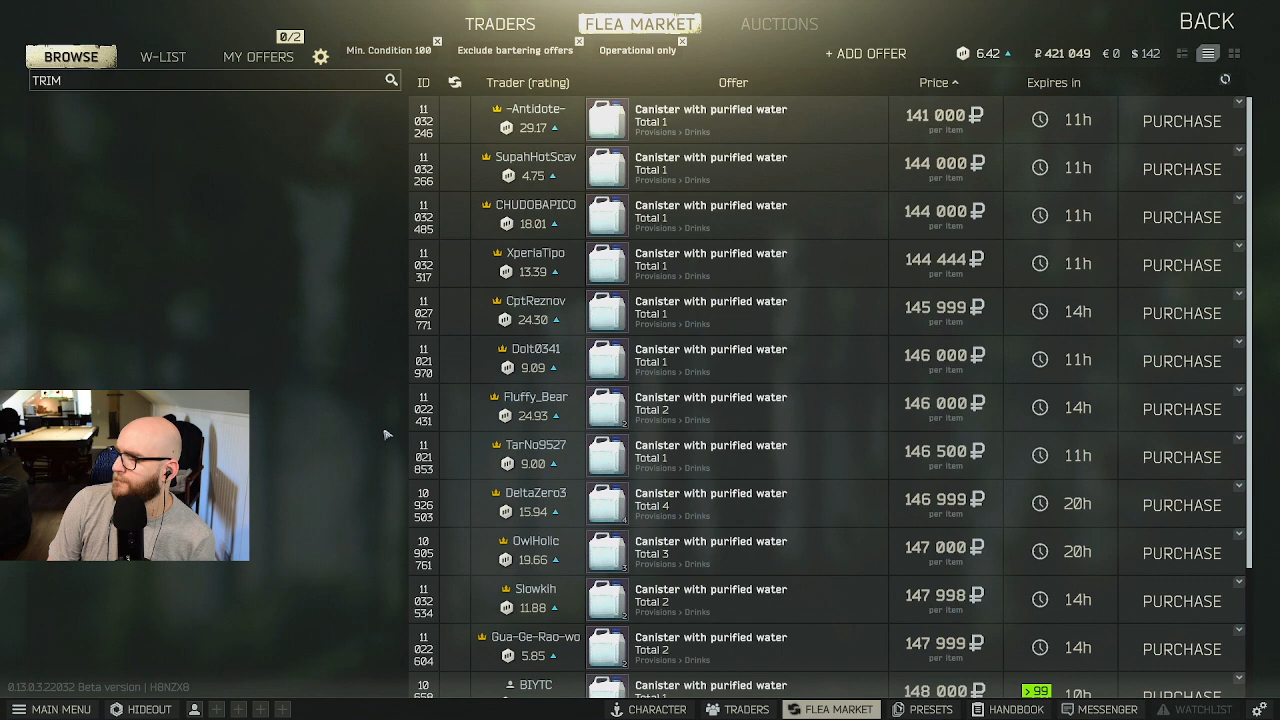 TRADERS FLEA MARKET AUCTIONS BACK
0/2
BROWSE W-LIST MY OFFERS Min. Condition 100 Exclude bartering offers Operational only + ADD OFFER 6.42 ₽ 421 049 € 0 $ 142
TRIM
ID Trader (rating) Offer Price Expires in
11 032 246 -Antidote- 29.17 Canister with purified water Total 1 Provisions > Drinks 141 000 ₽ per item 11h PURCHASE
11 032 266 SupahHotScav 4.75 Canister with purified water Total 1 Provisions > Drinks 144 000 ₽ per item 11h PURCHASE
11 032 485 CHUDOBAPICO 18.01 Canister with purified water Total 1 Provisions > Drinks 144 000 ₽ per item 11h PURCHASE
11 032 317 XperiaTipo 13.39 Canister with purified water Total 1 Provisions > Drinks 144 444 ₽ per item 11h PURCHASE
11 027 771 CptReznov 24.30 Canister with purified water Total 1 Provisions > Drinks 145 999 ₽ per item 14h PURCHASE
11 021 970 Dolt0341 9.09 Canister with purified water Total 1 Provisions > Drinks 146 000 ₽ per item 11h PURCHASE
11 022 431 Fluffy_Bear 24.93 2 Canister with purified water Total 2 Provisions > Drinks 146 000 ₽ per item 14h PURCHASE
11 021 853 TarNo9527 9.00 Canister with purified water Total 1 Provisions > Drinks 146 500 ₽ per item 11h PURCHASE
10 926 503 DeltaZero3 15.94 4 Canister with purified water Total 4 Provisions > Drinks 146 999 ₽ per item 20h PURCHASE
10 905 761 OwlHolic 19.66 3 Canister with purified water Total 3 Provisions > Drinks 147 000 ₽ per item 20h PURCHASE
11 032 534 Slowkih 11.88 2 Canister with purified water Total 2 Provisions > Drinks 147 998 ₽ per item 14h PURCHASE
11 022 604 Gua-Ge-Rao-wo 5.85 2 Canister with purified water Total 2 Provisions > Drinks 147 999 ₽ per item 14h PURCHASE
10 BIYTC Canister with purified water 148 000 ₽ > 99 10h PURCHASE
0.13.0.3.22032 Beta version | H8NZX8
MAIN MENU HIDEOUT CHARACTER TRADERS FLEA MARKET PRESETS HANDBOOK MESSENGER WATCHLIST